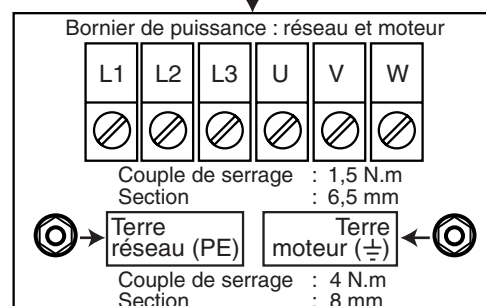 Bornier de puissance : réseau et moteur
L1 L2 L3 U V W
Couple de serrage : 1,5 N.m
Section : 6,5 mm
Terre réseau (PE)
Terre moteur (⏚)
Couple de serrage : 4 N.m
Section : 8 mm